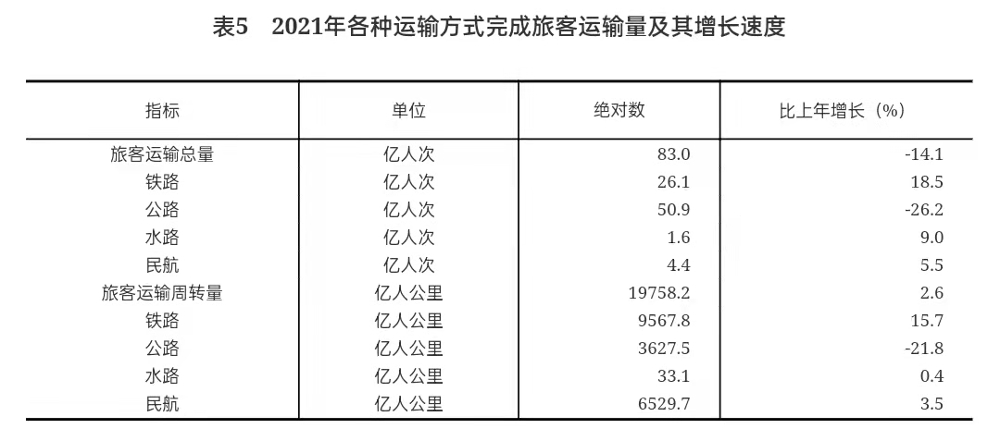 表5 2021年各种运输方式完成旅客运输量及其增长速度
指标 单位 绝对数 比上年增长（%）
旅客运输总量 亿人次 83.0 -14.1
铁路 亿人次 26.1 18.5
公路 亿人次 50.9 -26.2
水路 亿人次 1.6 9.0
民航 亿人次 4.4 5.5
旅客运输周转量 亿人公里 19758.2 2.6
铁路 亿人公里 9567.8 15.7
公路 亿人公里 3627.5 -21.8
水路 亿人公里 33.1 0.4
民航 亿人公里 6529.7 3.5